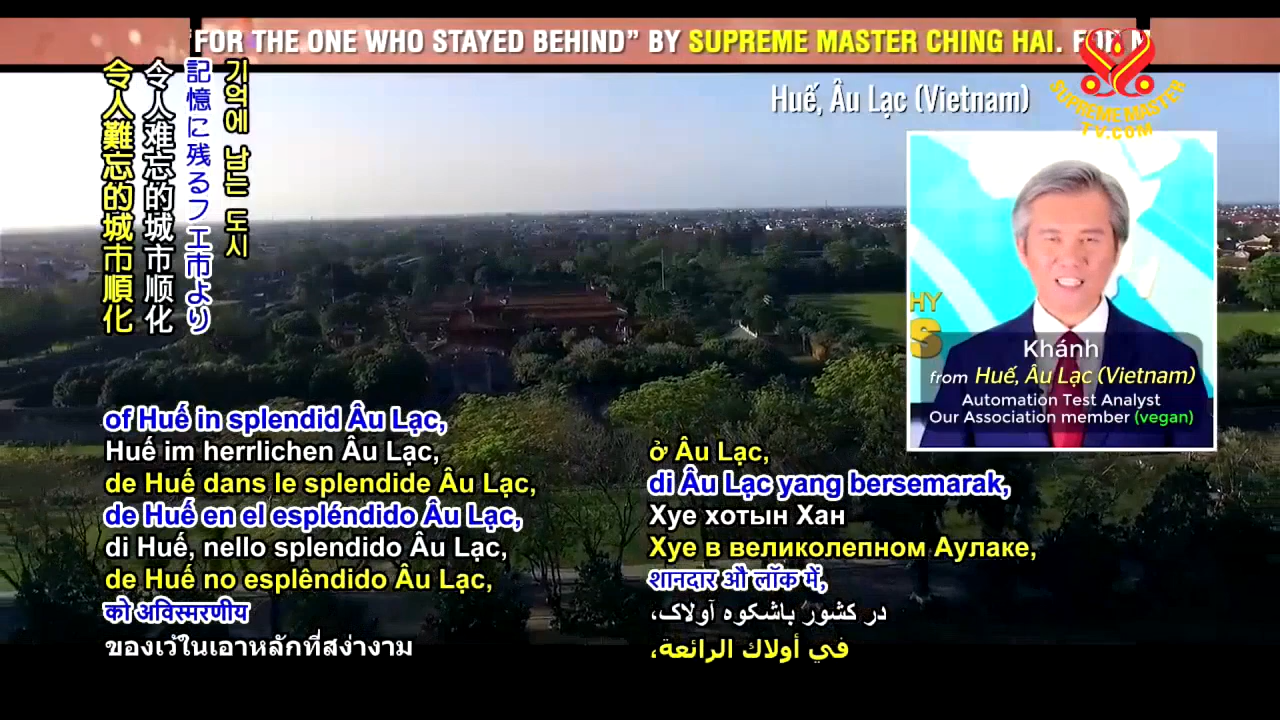 FOR THE ONE WHO STAYED BEHIND” BY SUPREME MASTER CHING HAI. FOR M
SUPREME MASTER
TV.COM
Huế, Âu Lạc (Vietnam)
기억에 남는 도시
記憶に残るフエ市より
令人难忘的城市顺化
令人難忘的城市順化
HY
S
Khánh
from Huế, Âu Lạc (Vietnam)
Automation Test Analyst
Our Association member (vegan)
of Huế in splendid Âu Lạc,
Huế im herrlichen Âu Lạc,
de Huế dans le splendide Âu Lạc,
de Huế en el espléndido Âu Lạc,
di Huế, nello splendido Âu Lạc,
de Huế no esplêndido Âu Lạc,
को अविस्मरणीय
ของเว้ในเอาหลักที่สง่างาม
ở Âu Lạc,
di Âu Lạc yang bersemarak,
Хуе хотын Хан
Хуе в великолепном Аулаке,
शानदार औ लॉक में,
در کشور باشکوه آولاک،
في أولاك الرائعة،